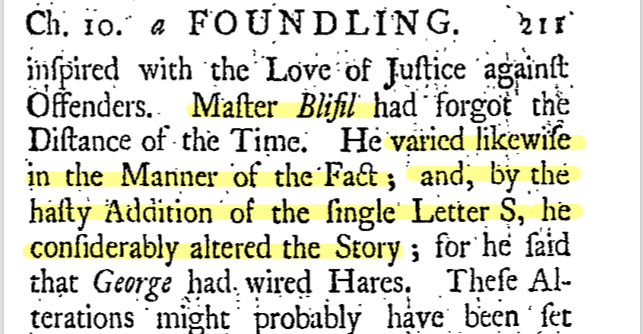 Ch. 10. a FOUNDLING. 211
inſpired with the Love of Juſtice againſt
Offenders. Maſter Blifil had forgot the
Diſtance of the Time. He varied likewiſe
in the Manner of the Fact; and, by the
haſty Addition of the ſingle Letter S, he
conſiderably altered the Story; for he ſaid
that George had wired Hares. Theſe Al-
terations might probably have been ſet